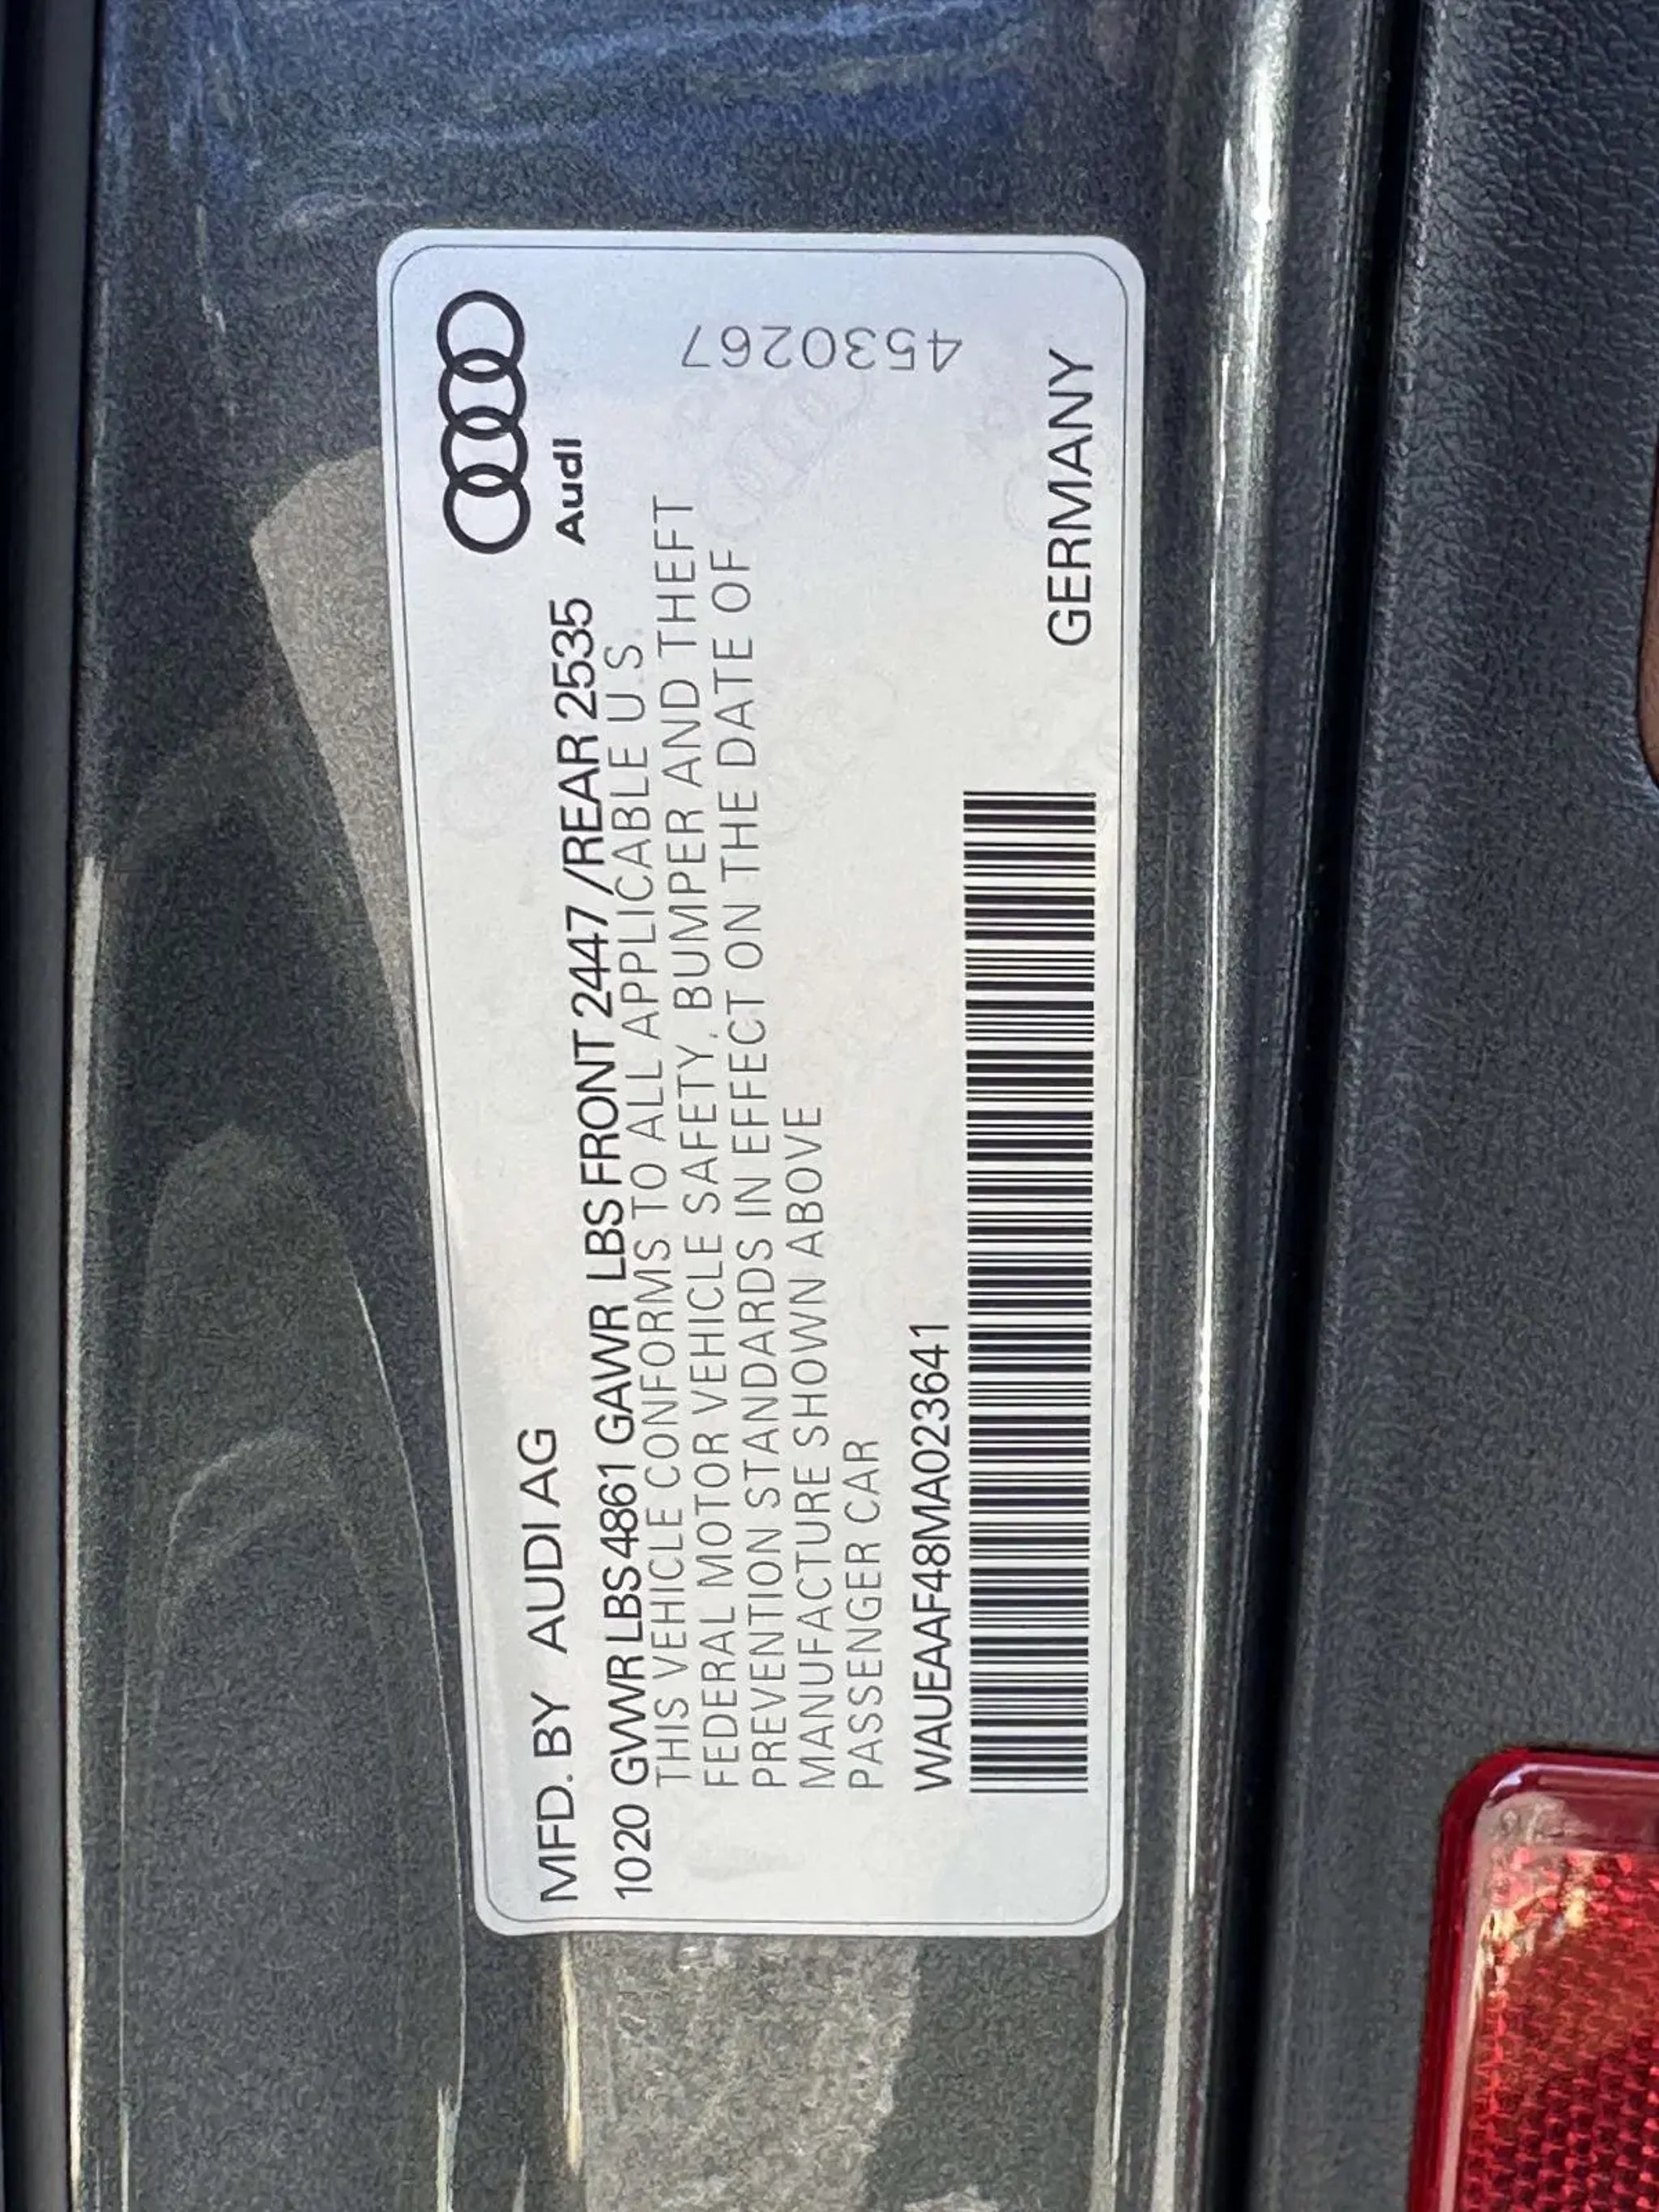 MFD. BY AUDI AG
Audi
1020 GVWR LBS 4861 GAWR LBS FRONT 2447 /REAR 2535
THIS VEHICLE CONFORMS TO ALL APPLICABLE U.S.
FEDERAL MOTOR VEHICLE SAFETY, BUMPER AND THEFT
PREVENTION STANDARDS IN EFFECT ON THE DATE OF
MANUFACTURE SHOWN ABOVE
PASSENGER CAR
4530267
WAUEAAF48MA023641
GERMANY